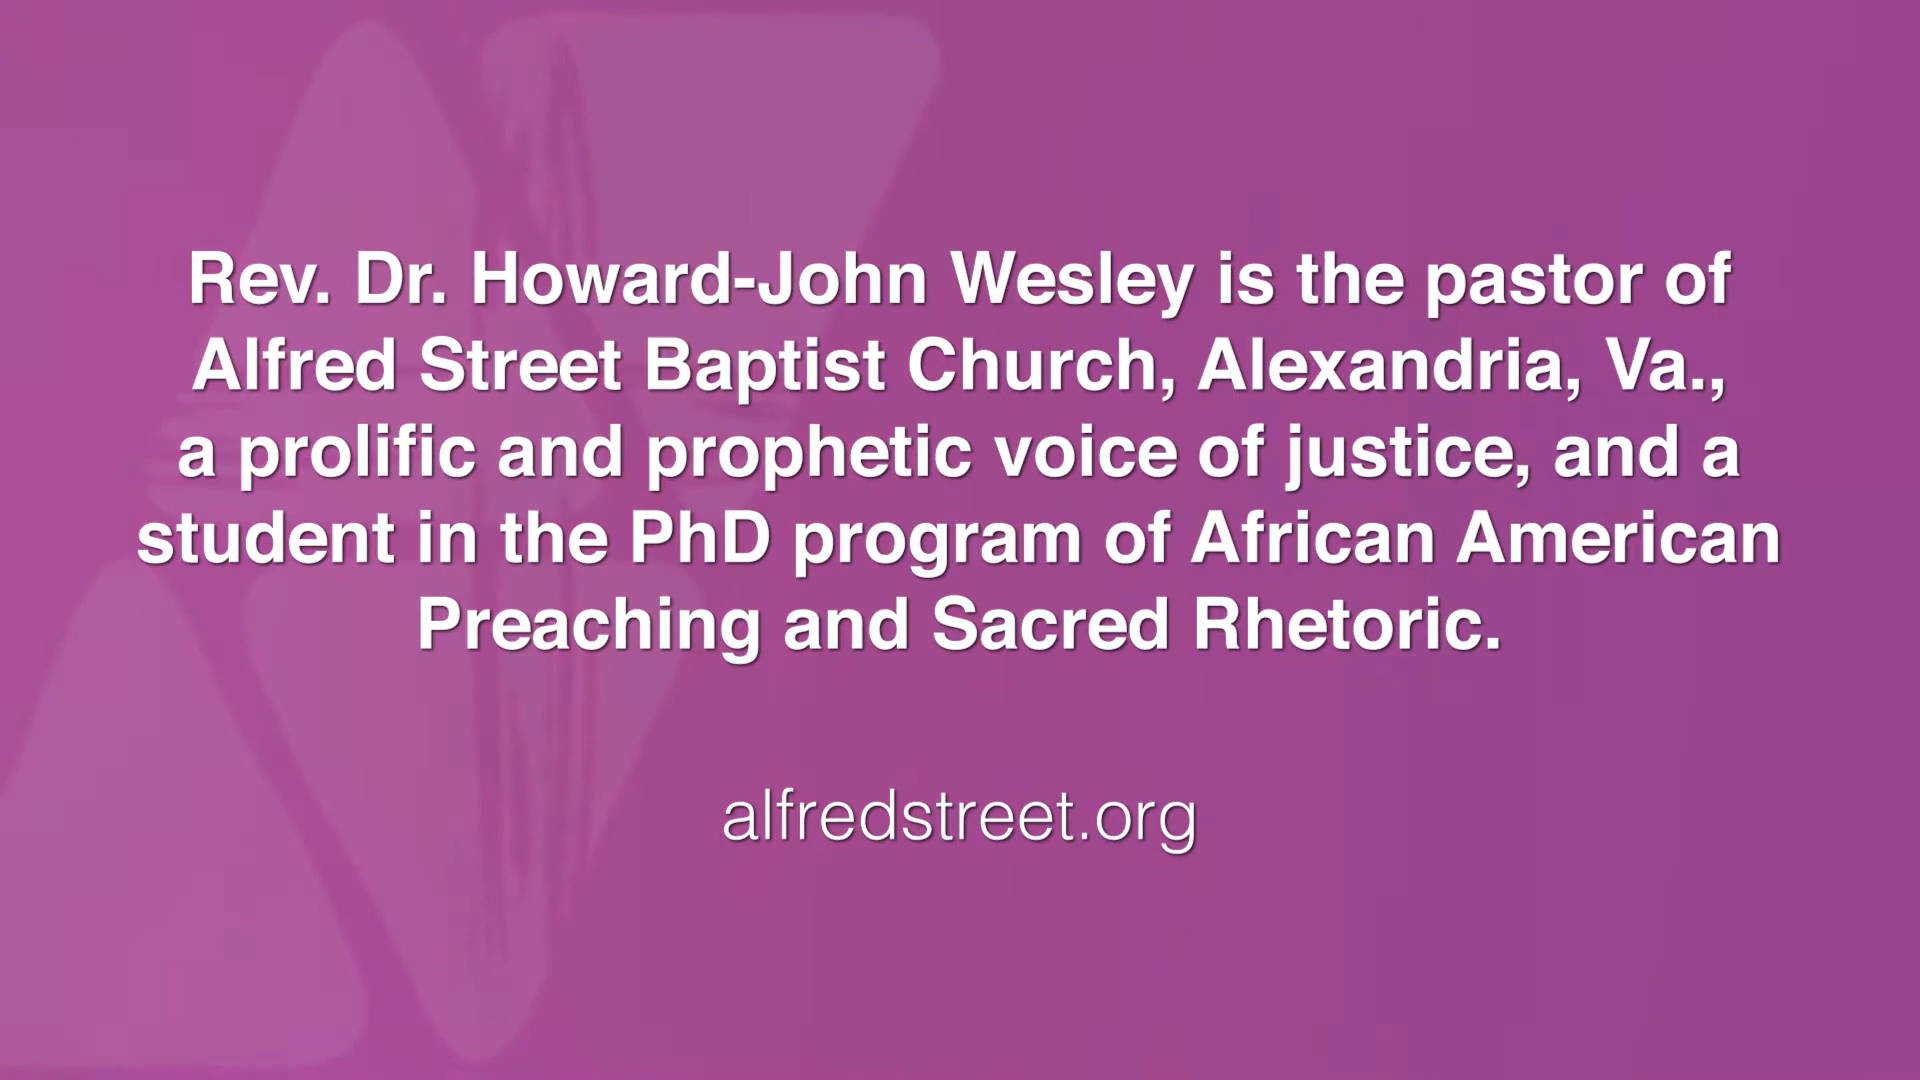 Rev. Dr. Howard-John Wesley is the pastor of
Alfred Street Baptist Church, Alexandria, Va.,
a prolific and prophetic voice of justice, and a
student in the PhD program of African American
Preaching and Sacred Rhetoric.
alfredstreet.org